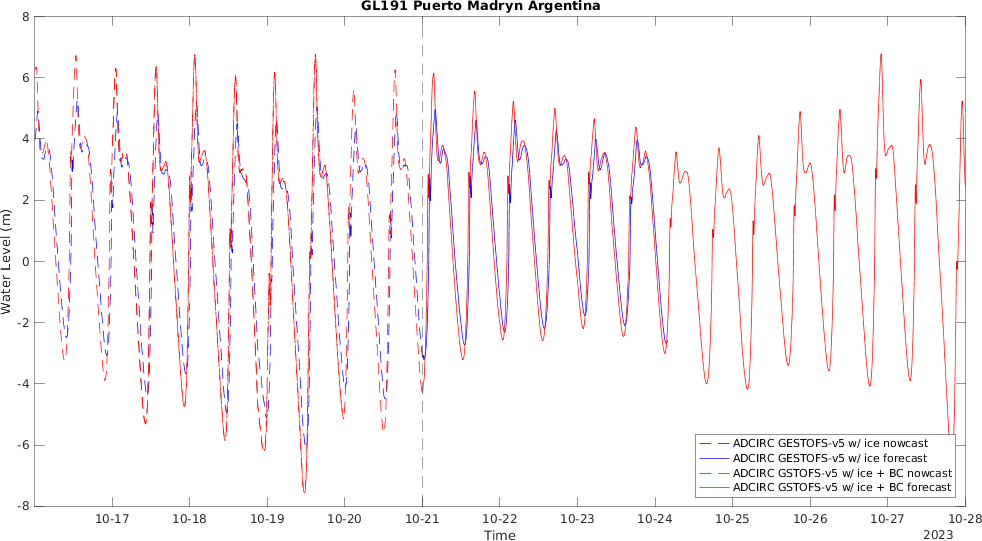 GL191 Puerto Madryn Argentina
8
6
4
2
0
-2
-4
-6
-8
Water Level (m)
10-17 10-18 10-19 10-20 10-21 10-22 10-23 10-24 10-25 10-26 10-27 10-28
Time
2023
ADCIRC GESTOFS-v5 w/ ice nowcast
ADCIRC GESTOFS-v5 w/ ice forecast
ADCIRC GSTOFS-v5 w/ ice + BC nowcast
ADCIRC GSTOFS-v5 w/ ice + BC forecast